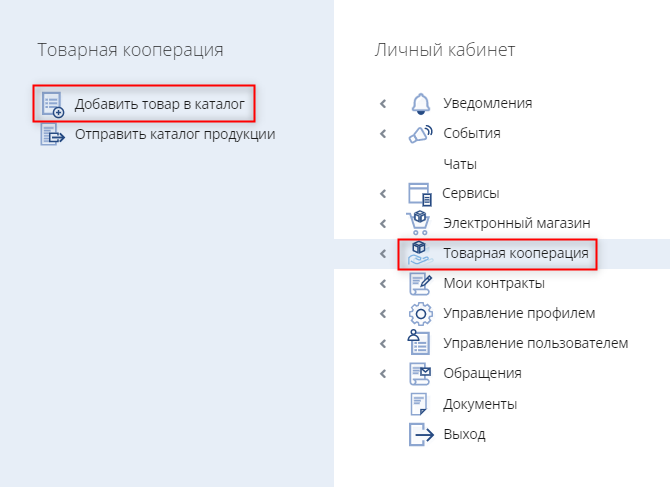 Товарная кооперация
Добавить товар в каталог
Отправить каталог продукции
Личный кабинет
Уведомления
События
Чаты
Сервисы
Электронный магазин
Товарная кооперация
Мои контракты
Управление профилем
Управление пользователем
Обращения
Документы
Выход